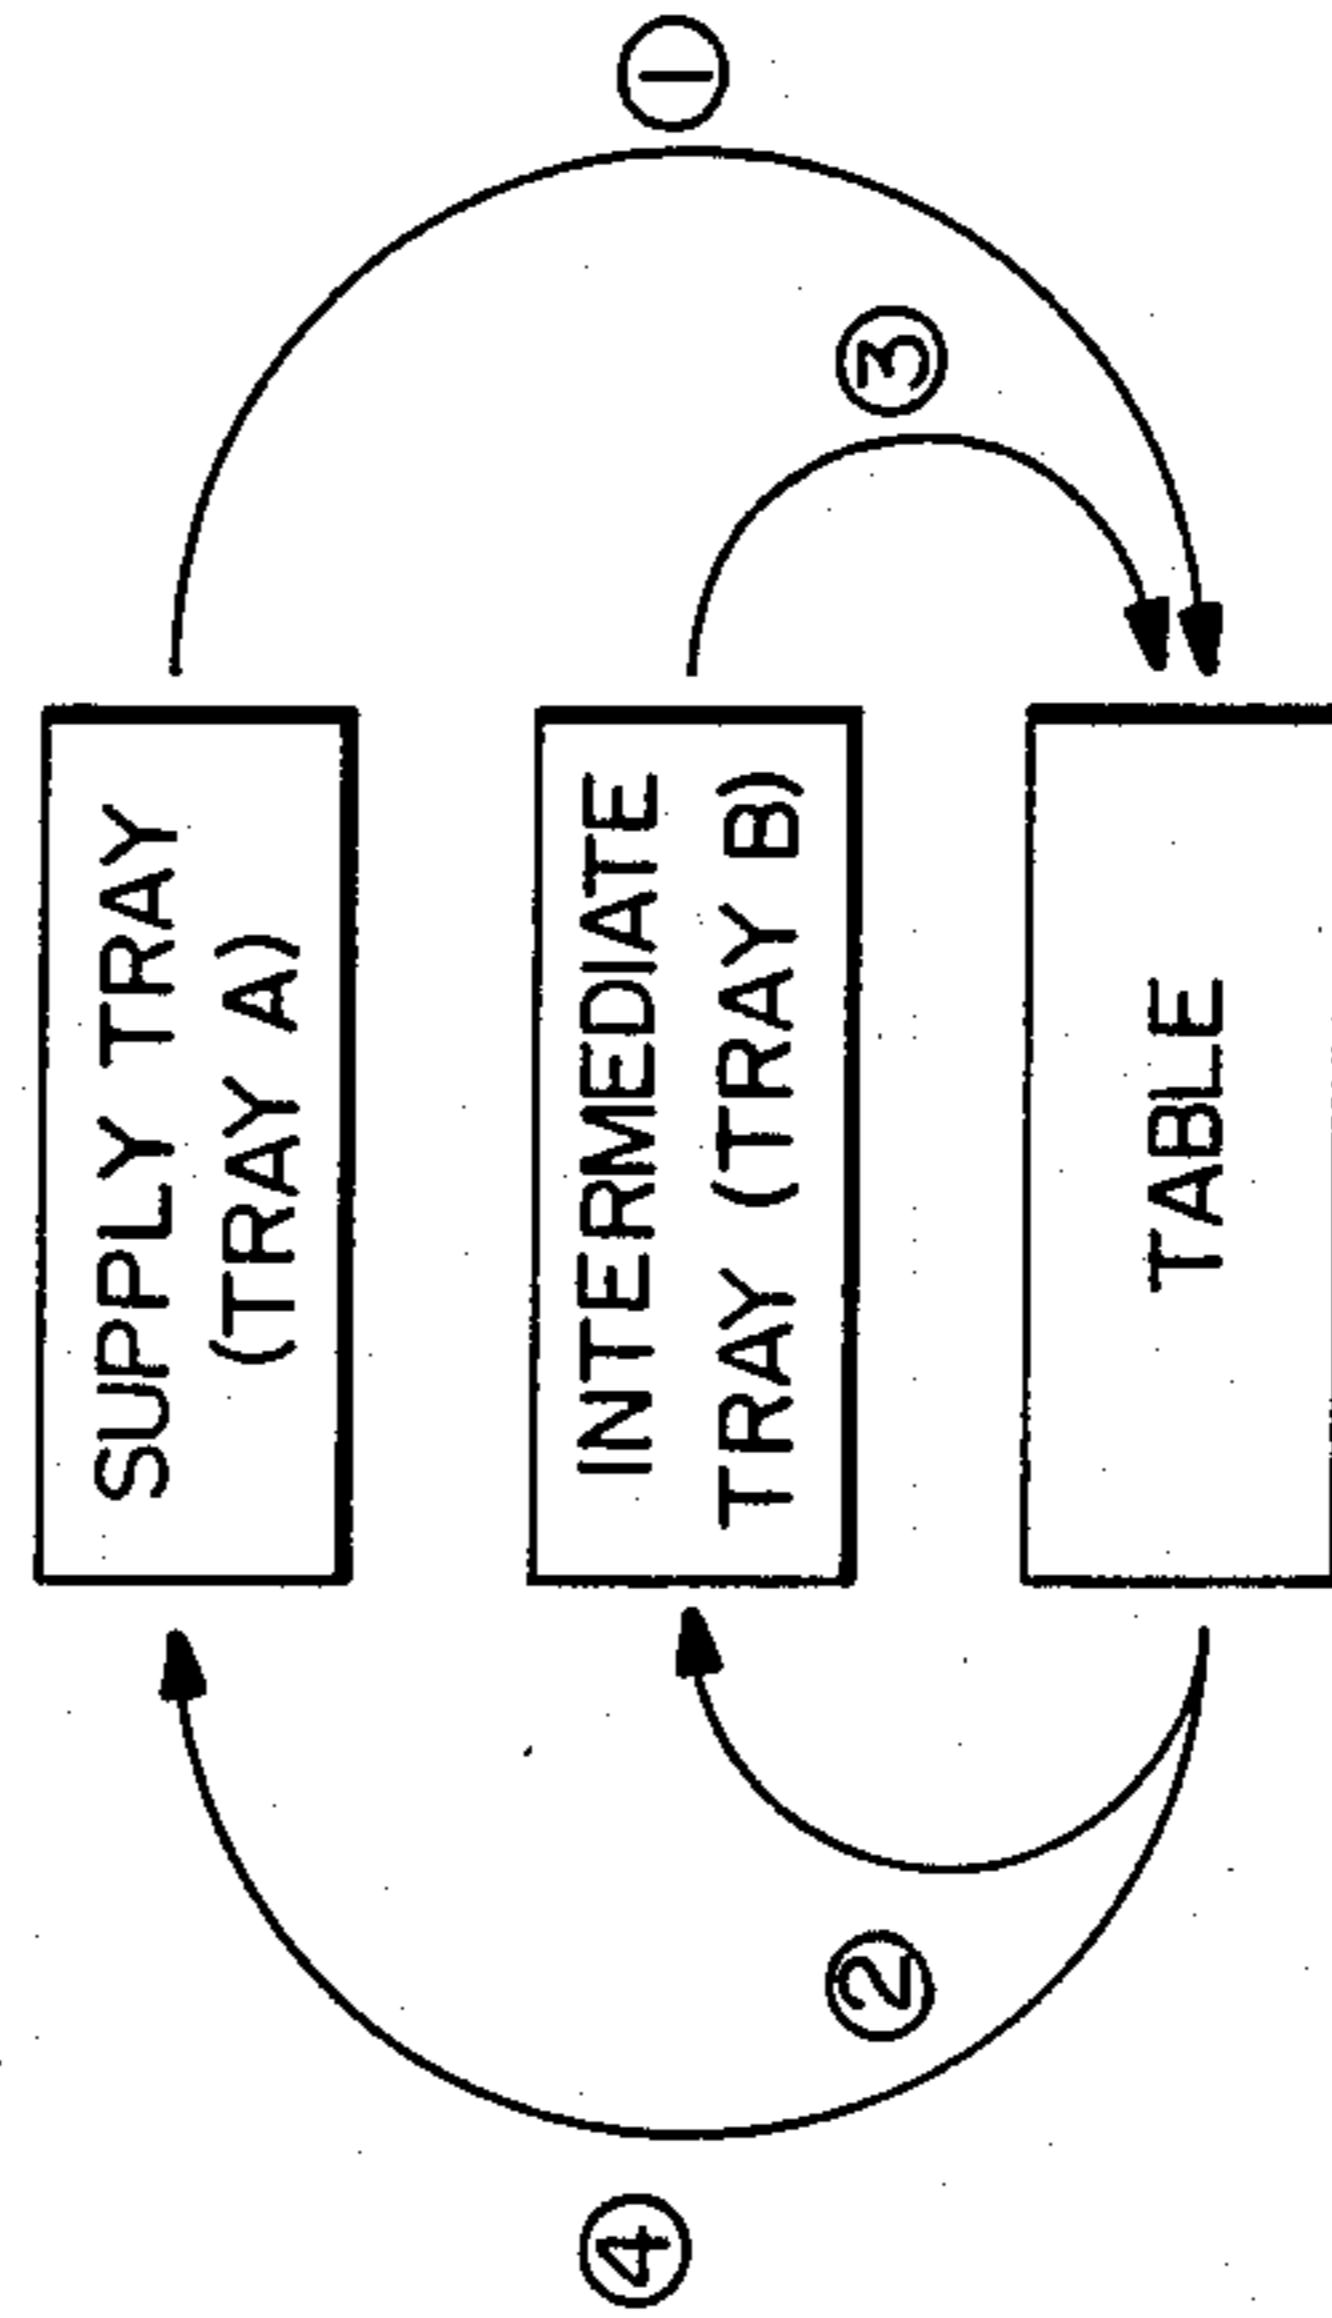 ①
③
SUPPLY TRAY
(TRAY A)
INTERMEDIATE
TRAY (TRAY B)
TABLE
②
④